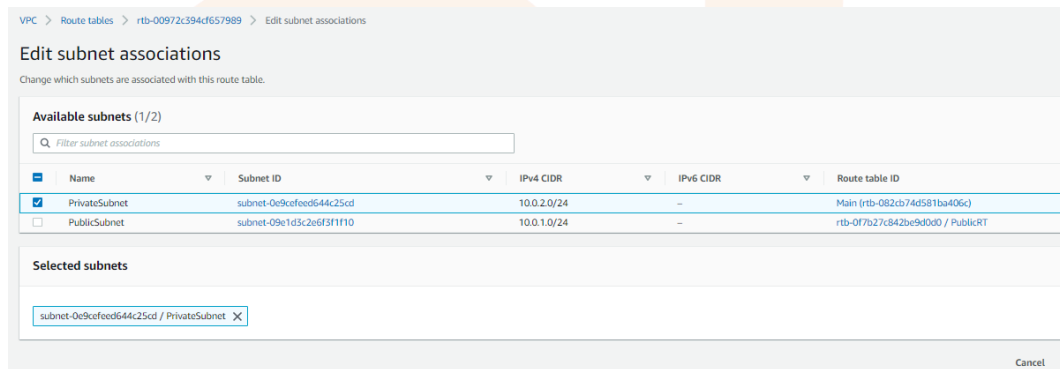 VPC > Route tables > rtb-00972c394cf657989 > Edit subnet associations
Edit subnet associations
Change which subnets are associated with this route table.
Available subnets (1/2)
Filter subnet associations
Name Subnet ID IPv4 CIDR IPv6 CIDR Route table ID
PrivateSubnet subnet-0e9cefeed644c25cd 10.0.2.0/24 – Main (rtb-082cb74d581ba406c)
PublicSubnet subnet-09e1d3c2e6f3f1f10 10.0.1.0/24 – rtb-0f7b27c842be9d0d0 / PublicRT
Selected subnets
subnet-0e9cefeed644c25cd / PrivateSubnet X
Cancel